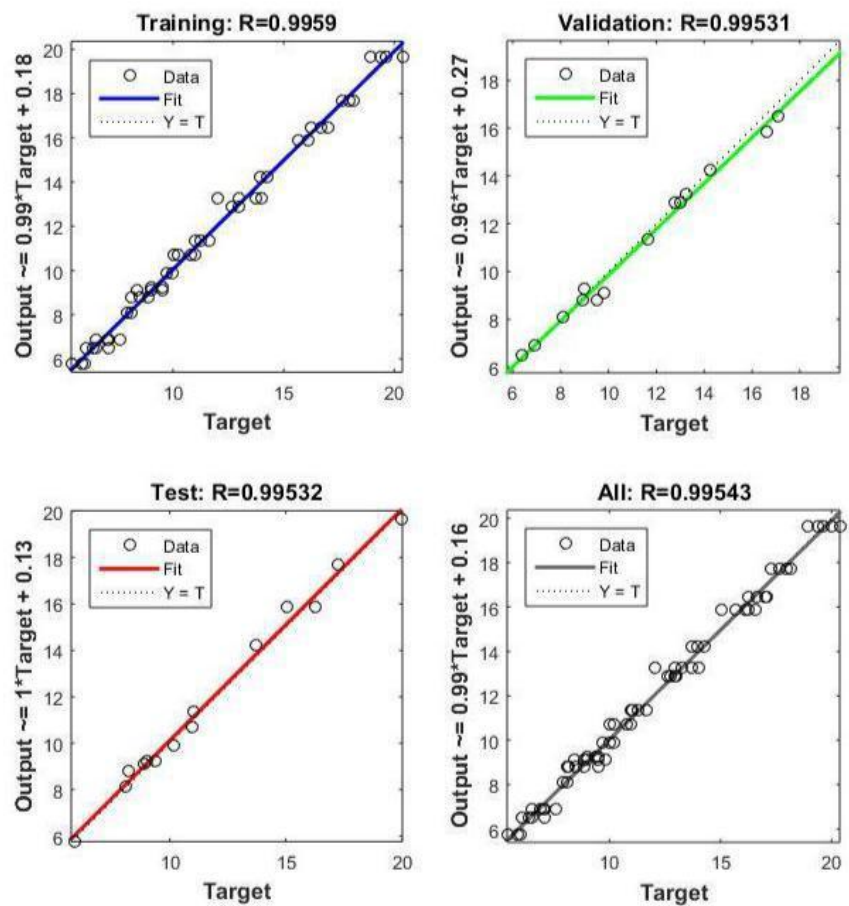 Training: R=0.9959
Output ~= 0.99*Target + 0.18
Data
Fit
Y = T
20
18
16
14
12
10
8
6
10
15
20
Target
Validation: R=0.99531
Output ~= 0.96*Target + 0.27
Data
Fit
Y = T
18
16
14
12
10
8
6
6
8
10
12
14
16
18
Target
Test: R=0.99532
Output ~= 1*Target + 0.13
Data
Fit
Y = T
20
18
16
14
12
10
8
6
10
15
20
Target
All: R=0.99543
Output ~= 0.99*Target + 0.16
Data
Fit
Y = T
20
18
16
14
12
10
8
6
10
15
20
Target